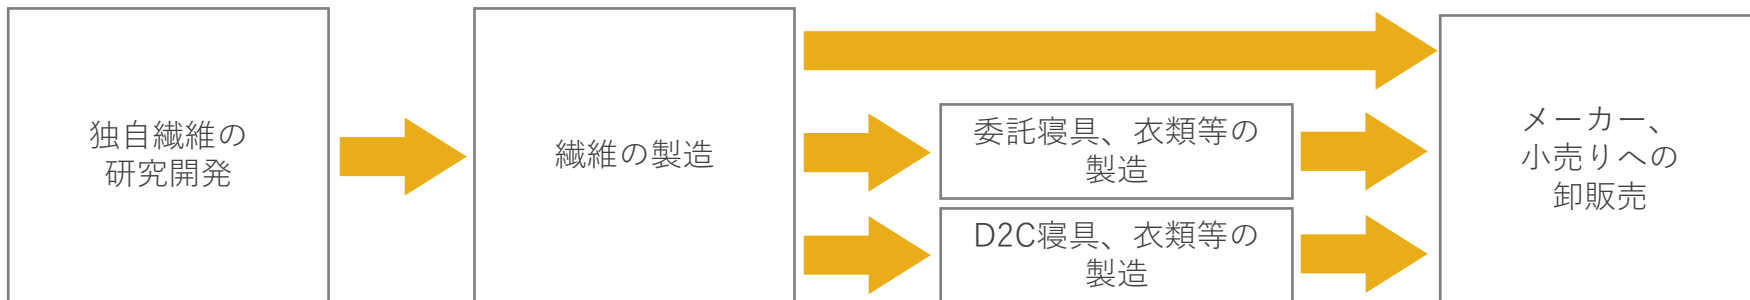 独自繊維の
研究開発
繊維の製造
委託寝具、衣類等の
製造
D2C寝具、衣類等の
製造
メーカー、
小売りへの
卸販売